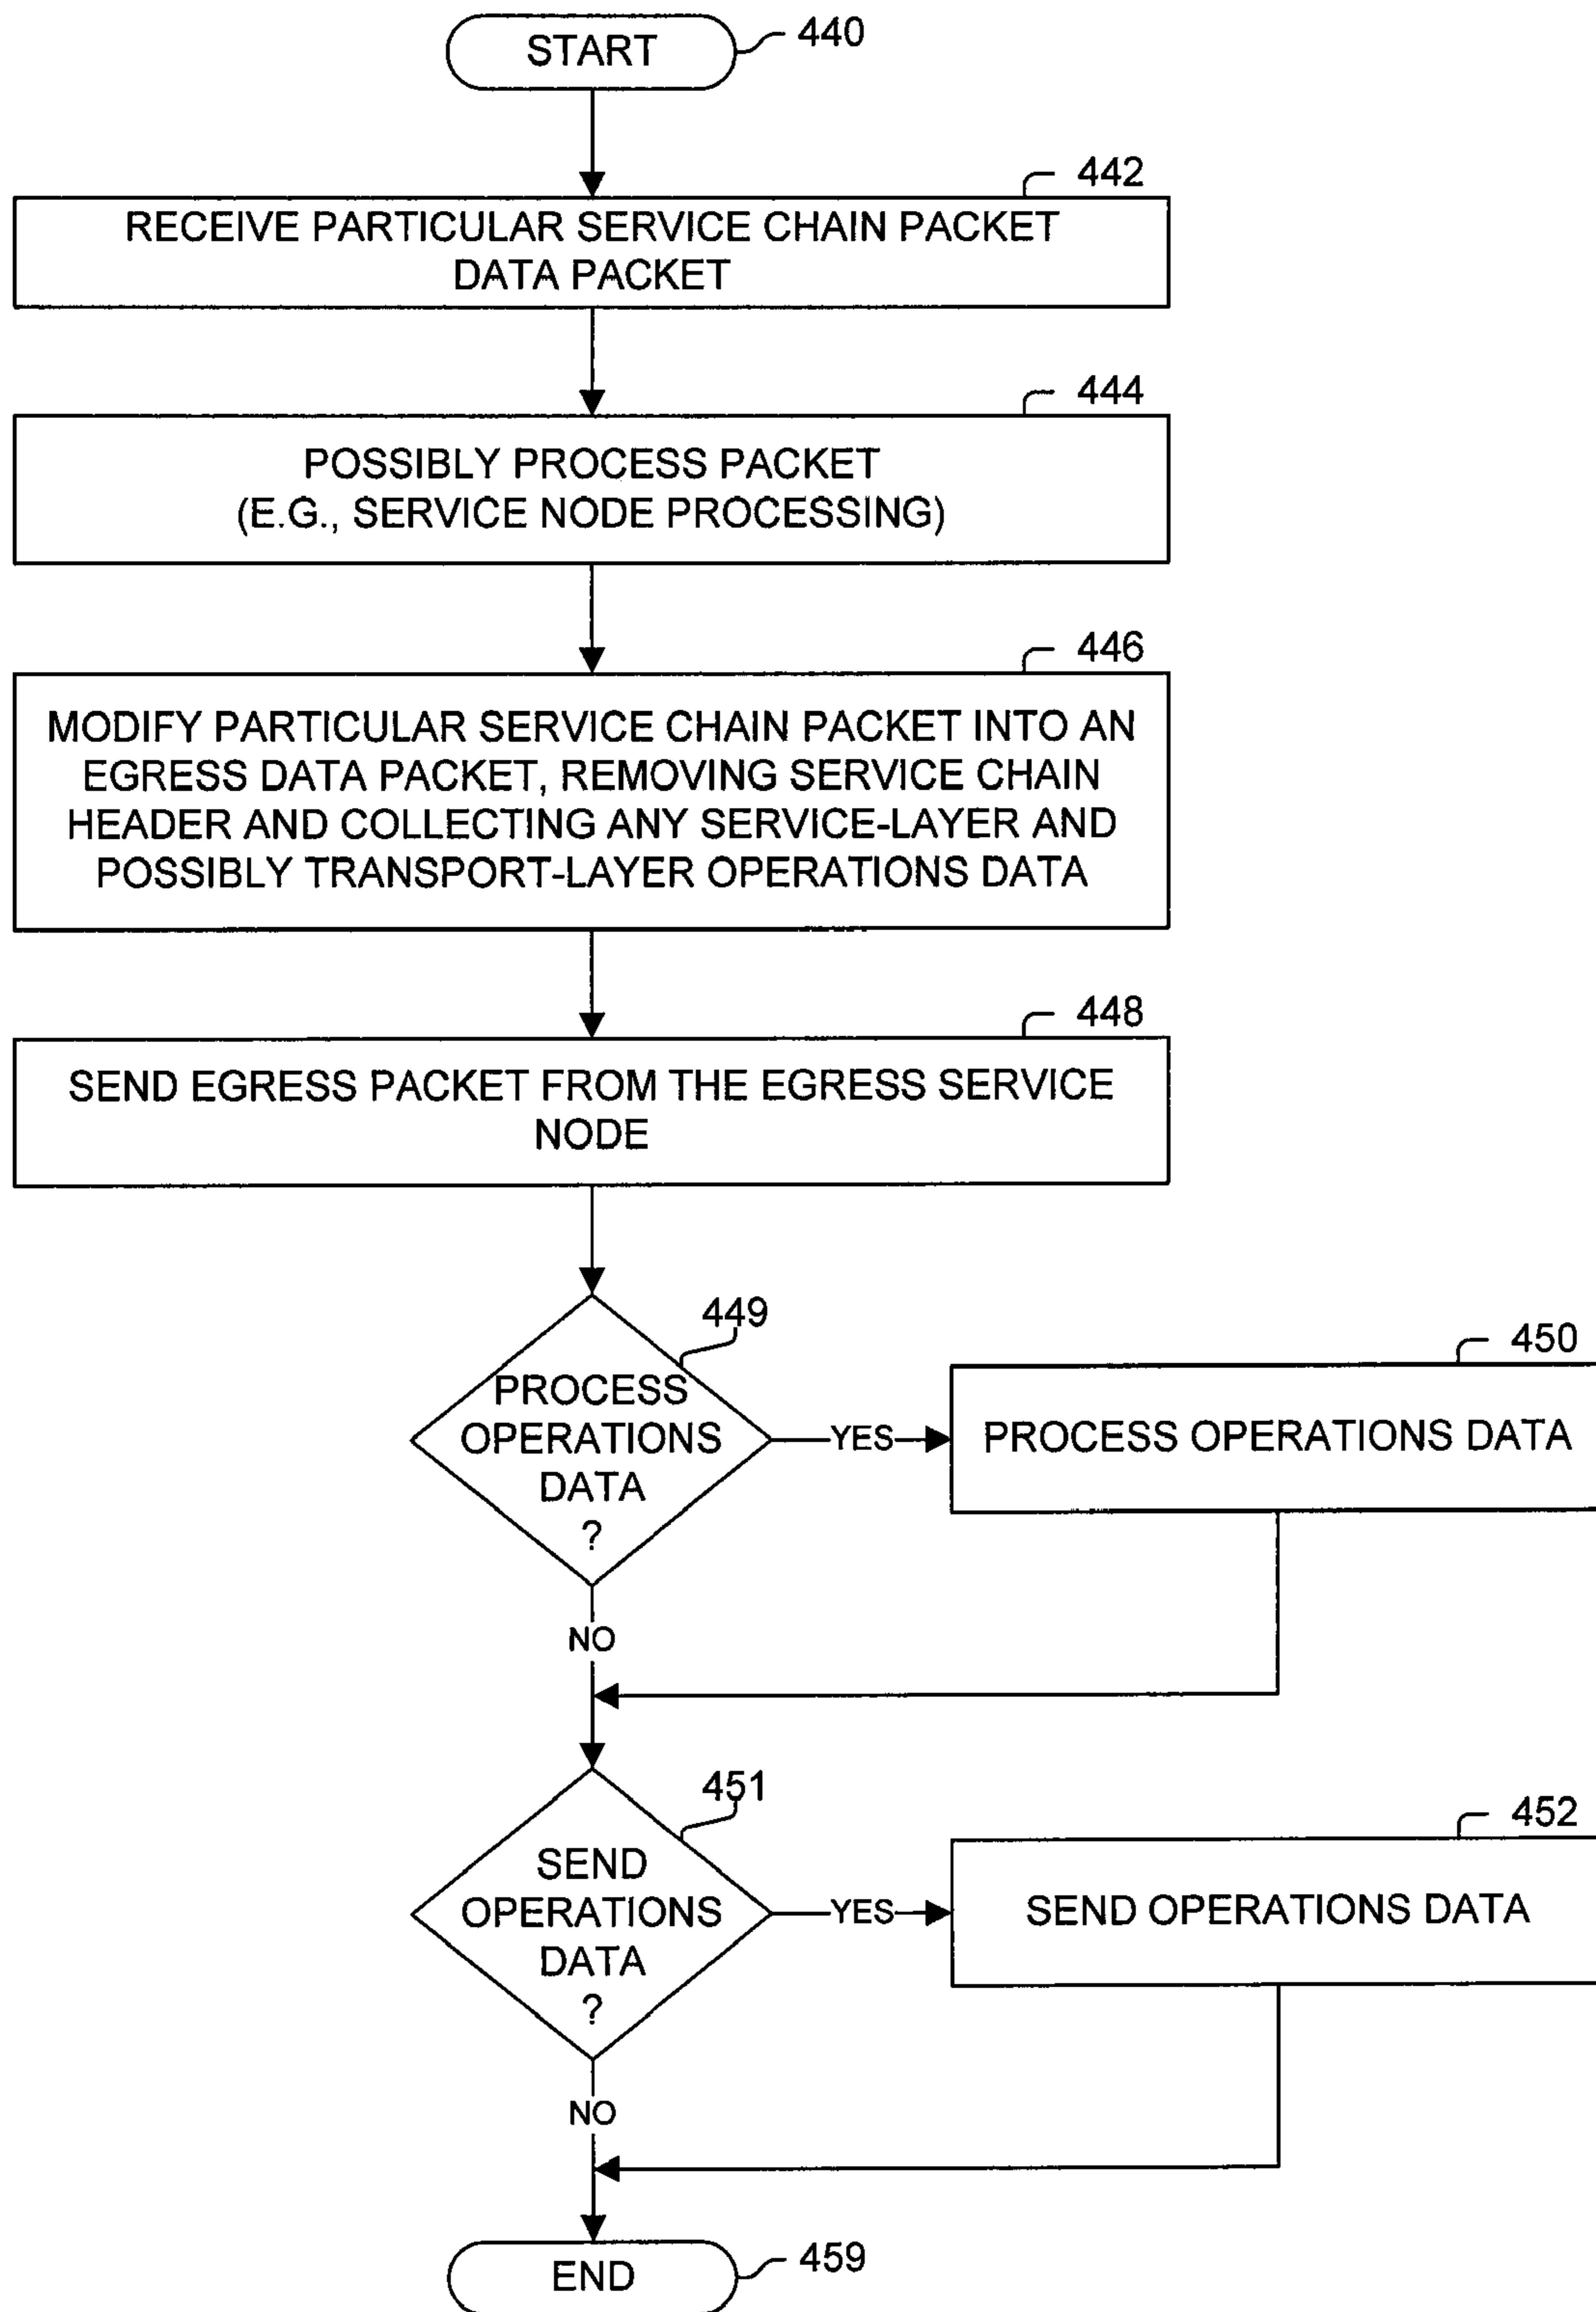 START
440
442
RECEIVE PARTICULAR SERVICE CHAIN PACKET
DATA PACKET
444
POSSIBLY PROCESS PACKET
(E.G., SERVICE NODE PROCESSING)
446
MODIFY PARTICULAR SERVICE CHAIN PACKET INTO AN
EGRESS DATA PACKET, REMOVING SERVICE CHAIN
HEADER AND COLLECTING ANY SERVICE-LAYER AND
POSSIBLY TRANSPORT-LAYER OPERATIONS DATA
448
SEND EGRESS PACKET FROM THE EGRESS SERVICE
NODE
449
PROCESS
OPERATIONS
DATA
?
YES
450
PROCESS OPERATIONS DATA
NO
451
SEND
OPERATIONS
DATA
?
YES
452
SEND OPERATIONS DATA
NO
END
459